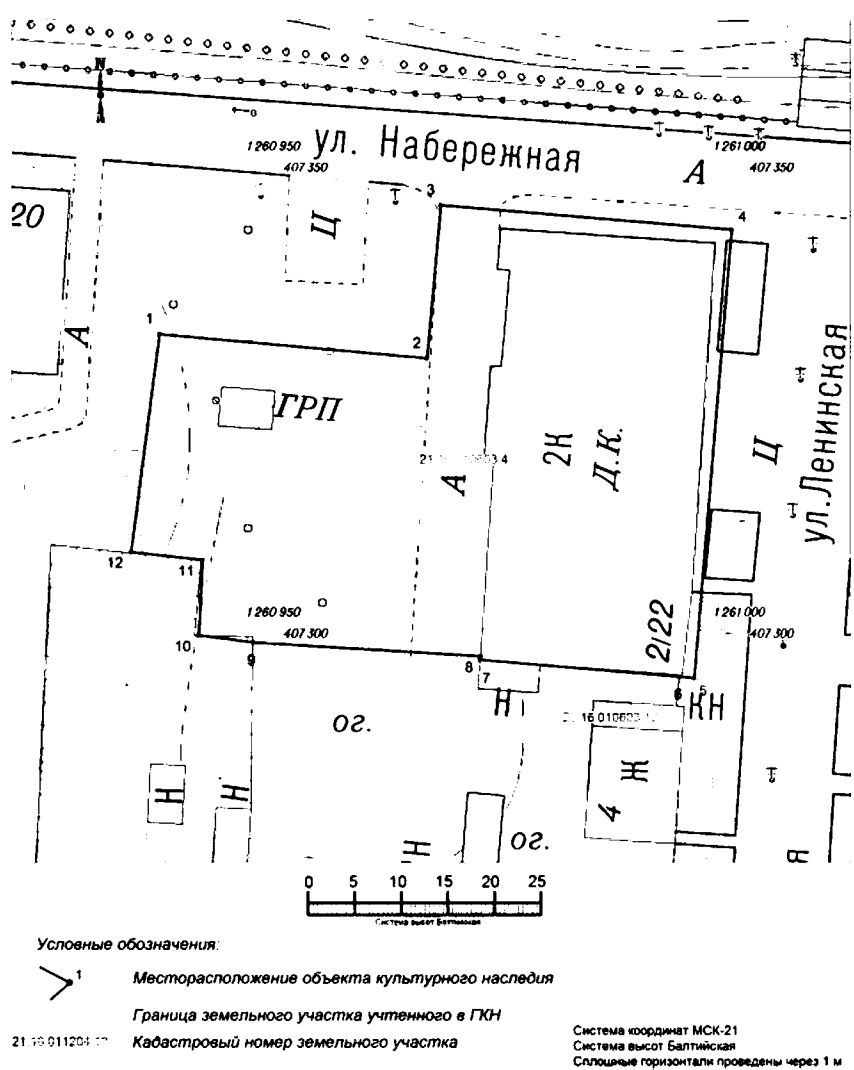 N
ул. Набережная
1 260 950
407 350
1 261 000
407 350
А
3
4
20
Ц
А
1
2
ГРП
2К
Д.К.
А
Ц
ул.Ленинская
12
11
1 260 950
407 300
2/22
1 261 000
407 300
10
9
8
7
6
5
Н
КН
ог.
Ж
4
Н
Н
Н
ог.
Я
0 5 10 15 20 25
Система высот Балтийская
Условные обозначения:
1 Месторасположение объекта культурного наследия
Граница земельного участка учтенного в ГКН
Кадастровый номер земельного участка
Система координат МСК-21
Система высот Балтийская
Сплошные горизонтали проведены через 1 м